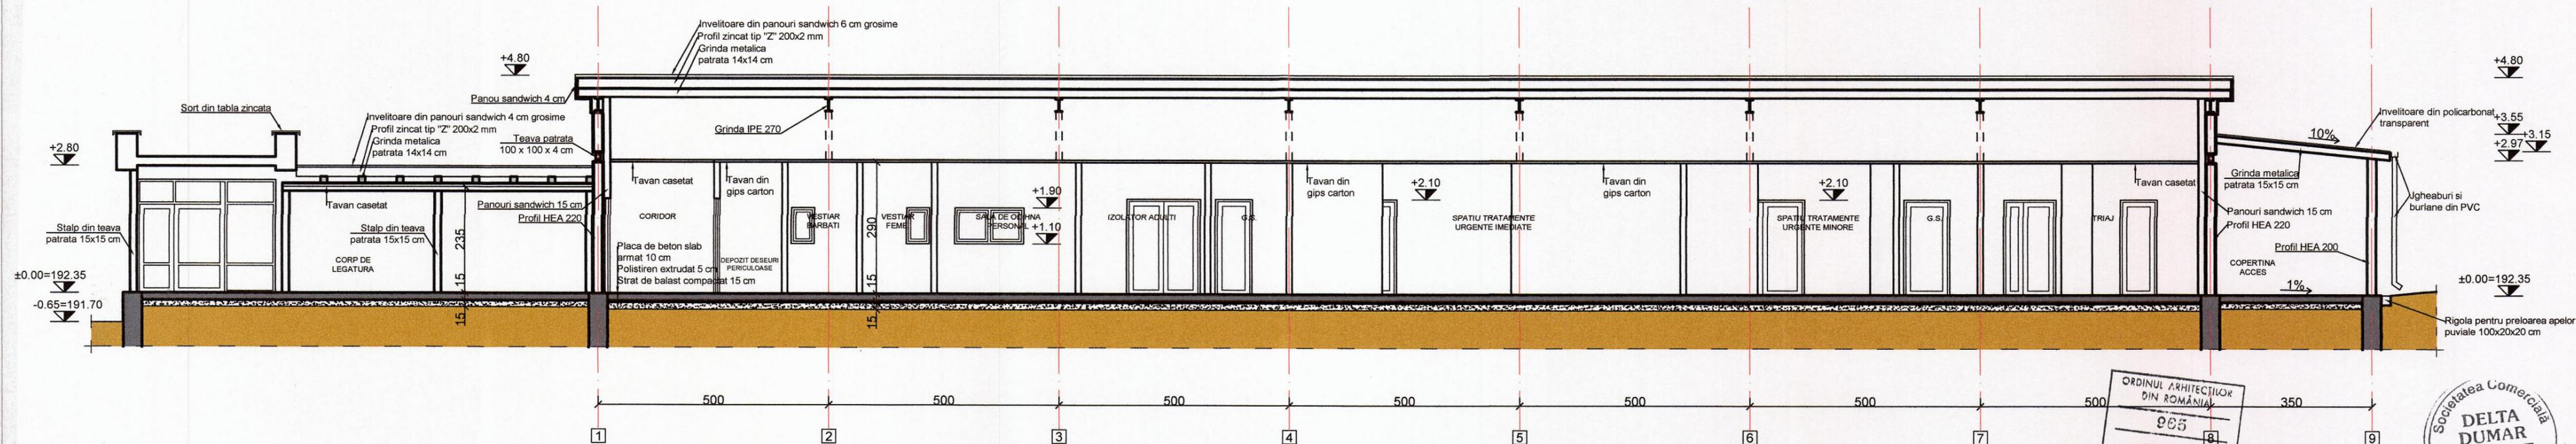 Invelitoare din panouri sandwich 6 cm grosime
Profil zincat tip "Z" 200x2 mm
Grinda metalica
patrata 14x14 cm
+4.80
+4.80
Panou sandwich 4 cm
Sort din tabla zincata
Invelitoare din panouri sandwich 4 cm grosime
Profil zincat tip "Z" 200x2 mm
Grinda metalica
patrata 14x14 cm
Teava patrata
100 x 100 x 4 cm
Grinda IPE 270
Invelitoare din policarbonat
transparent
10%
+3.55
+3.15
+2.97
+2.80
Tavan casetat
Tavan casetat
Tavan din
gips carton
Tavan din
gips carton
Tavan din
gips carton
Tavan casetat
+1.90
+2.10
+2.10
+1.10
Grinda metalica
patrata 15x15 cm
Jgheaburi si
burlane din PVC
Panouri sandwich 15 cm
Profil HEA 220
Panouri sandwich 15 cm
Profil HEA 220
Profil HEA 200
Stalp din teava
patrata 15x15 cm
Stalp din teava
patrata 15x15 cm
CORP DE
LEGATURA
235
15
15
CORIDOR
Placa de beton slab
armat 10 cm
Polistiren extrudat 5 cm
Strat de balast compactat 15 cm
DEPOZIT DESEURI
PERICULOASE
VESTIAR
BARBATI
290
15
15
VESTIAR
FEME
SALA DE ODIHNA
PERSONAL
IZOLATOR ADULTI
G.S.
SPATIU TRATAMENTE
URGENTE IMEDIATE
SPATIU TRATAMENTE
URGENTE MINORE
G.S.
TRIAJ
COPERTINA
ACCES
1%
±0.00=192.35
-0.65=191.70
±0.00=192.35
Rigola pentru preloarea apelor
puviale 100x20x20 cm
500
500
500
500
500
500
500
350
1
2
3
4
5
6
7
8
9
ORDINUL ARHITECȚILOR
DIN ROMÂNIA
965
Societatea Comercială
DELTA
DUMAR